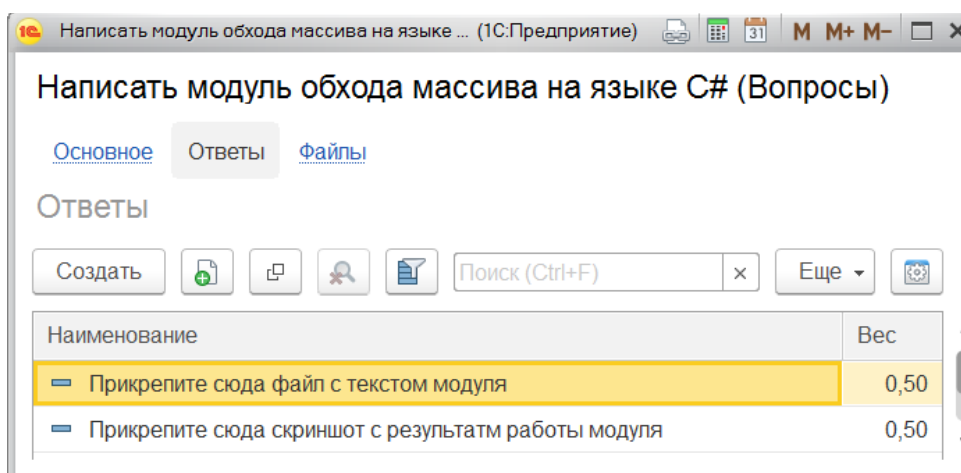 1С Написать модуль обхода массива на языке ... (1С:Предприятие) 31 M M+ M-
Написать модуль обхода массива на языке C# (Вопросы)
Основное Ответы Файлы
Ответы
Создать Поиск (Ctrl+F) × Еще
Наименование Вес
Прикрепите сюда файл с текстом модуля 0,50
Прикрепите сюда скриншот с результатм работы модуля 0,50